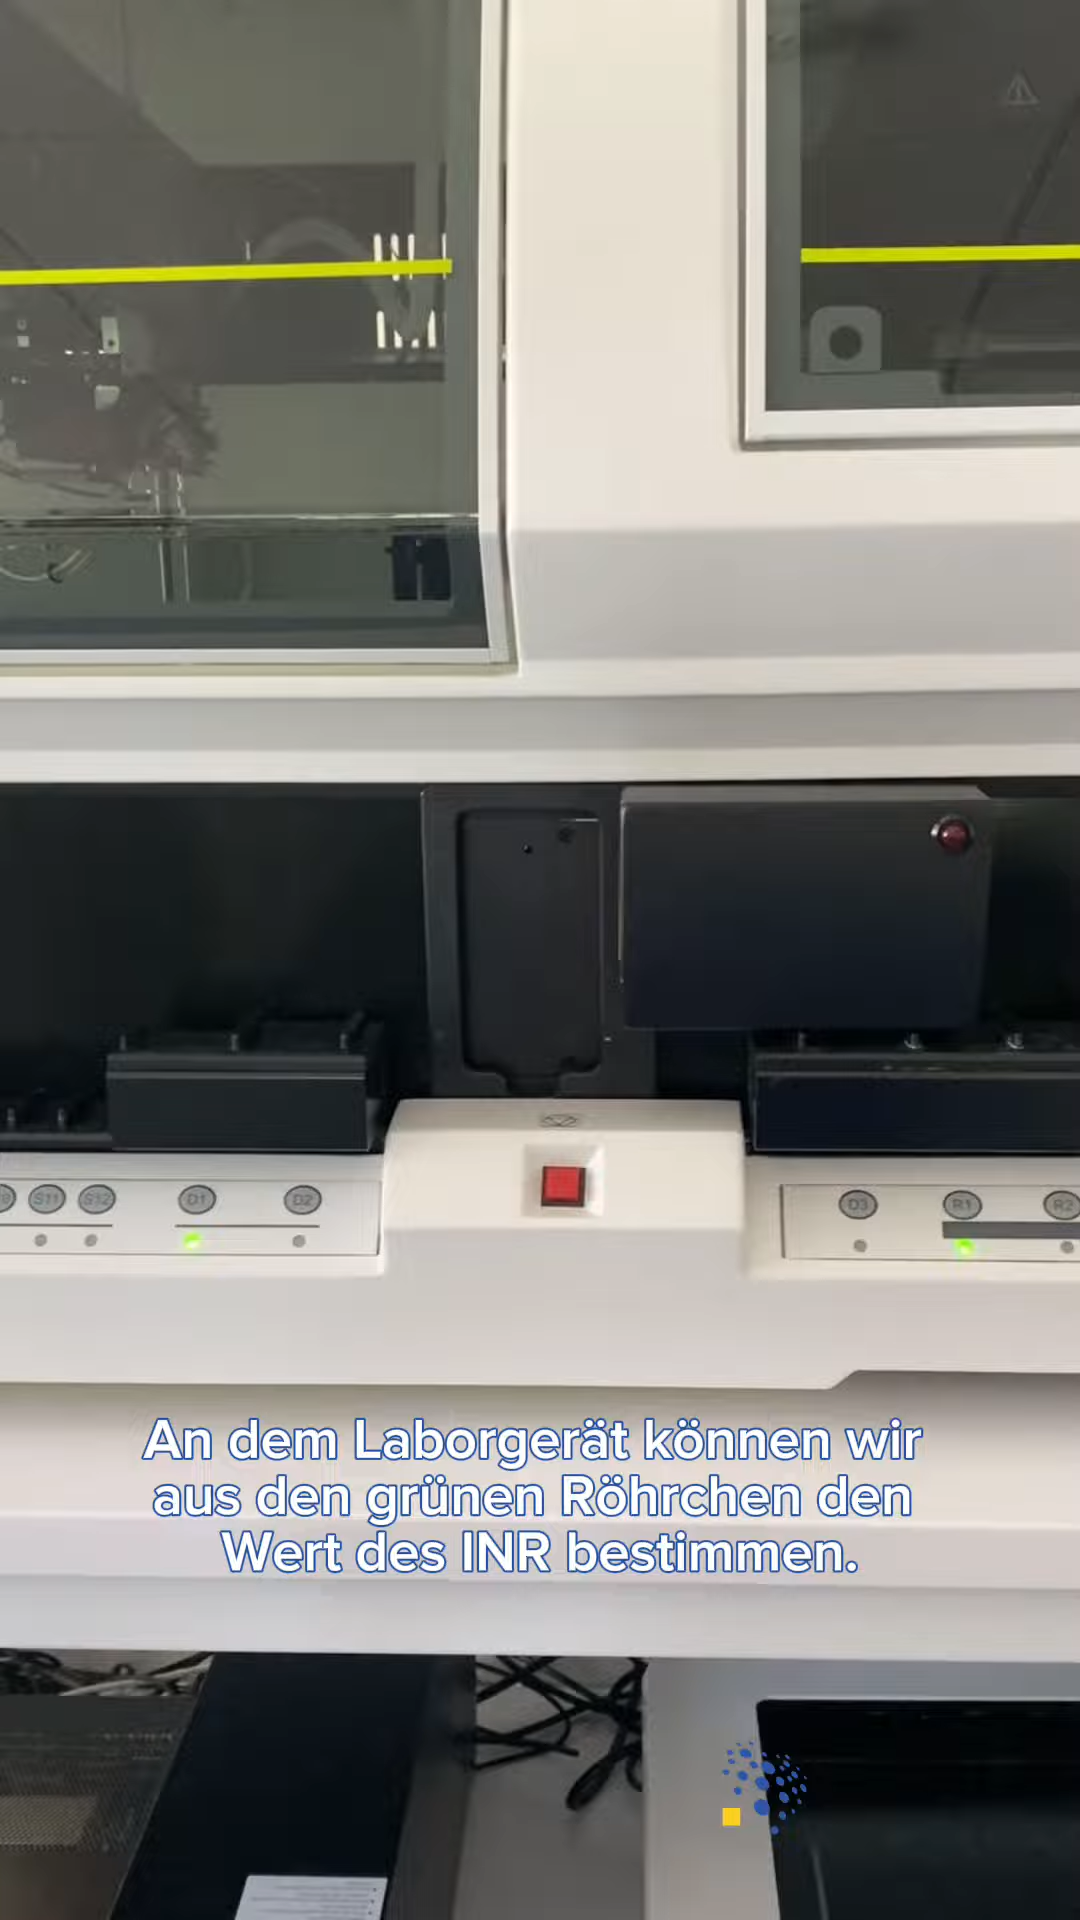 S11 S12 D1 D2 D3 R1 R2
An dem Laborgerät können wir
aus den grünen Röhrchen den
Wert des INR bestimmen.